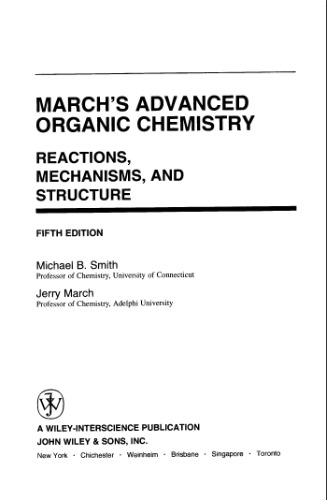 MARCH'S ADVANCED
ORGANIC CHEMISTRY
REACTIONS,
MECHANISMS, AND
STRUCTURE
FIFTH EDITION
Michael B. Smith
Professor of Chemistry, University of Connecticut
Jerry March
Professor of Chemistry, Adelphi University
A WILEY-INTERSCIENCE PUBLICATION
JOHN WILEY & SONS, INC.
New York · Chichester · Weinheim · Brisbane · Singapore · Toronto